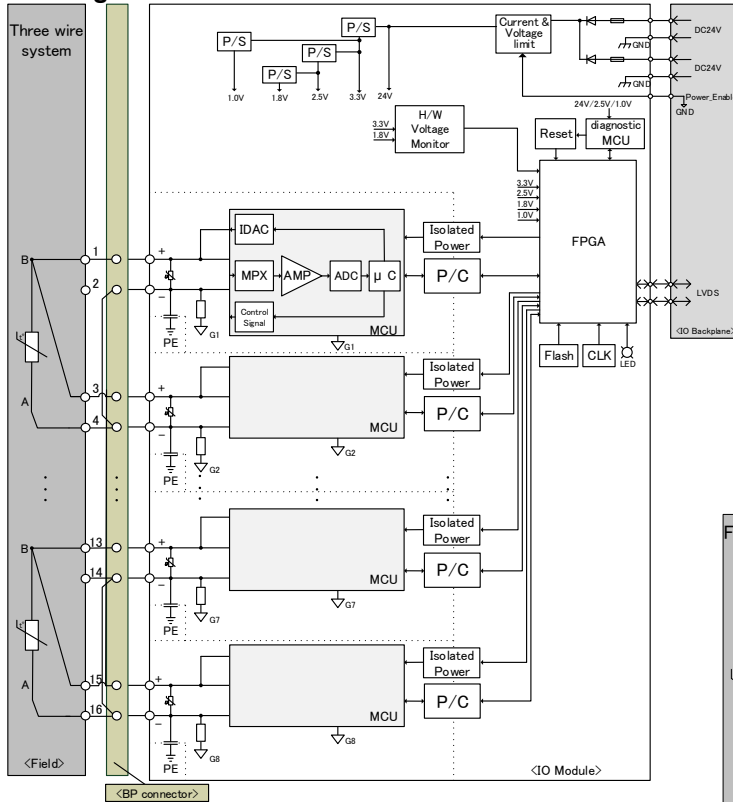 Three wire
system
P/S
P/S
P/S
P/S
1.0V
1.8V
2.5V
3.3V
24V
Current &
Voltage
limit
GND
GND
DC24V
DC24V
GND
3.3V
1.8V
H/W
Voltage
Monitor
24V/2.5V/1.0V
Reset
diagnostic
MCU
3.3V
2.5V
1.8V
1.0V
FPGA
LVDS
<IO Backplane>
Flash
CLK
LED
B
A
1
2
3
4
+
−
PE
G1
IDAC
MPX
AMP
ADC
μ C
Control
Signal
MCU
G1
Isolated
Power
P/C
+
−
PE
G2
MCU
G2
Isolated
Power
P/C
B
A
13
14
15
16
+
−
PE
G7
MCU
G7
Isolated
Power
P/C
+
−
PE
G8
MCU
G8
Isolated
Power
P/C
<Field>
<IO Module>
<BP connector>
F